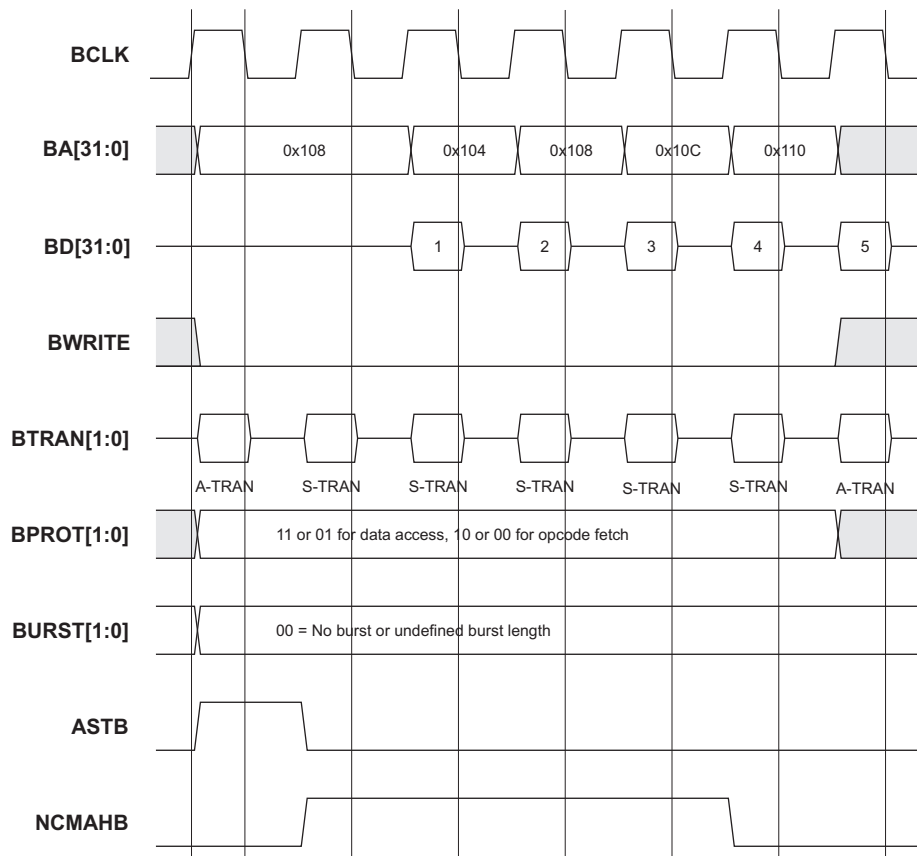 BCLK
BA[31:0]
0x108
0x104
0x108
0x10C
0x110
BD[31:0]
1
2
3
4
5
BWRITE
BTRAN[1:0]
A-TRAN
S-TRAN
S-TRAN
S-TRAN
S-TRAN
S-TRAN
A-TRAN
BPROT[1:0]
11 or 01 for data access, 10 or 00 for opcode fetch
BURST[1:0]
00 = No burst or undefined burst length
ASTB
NCMAHB